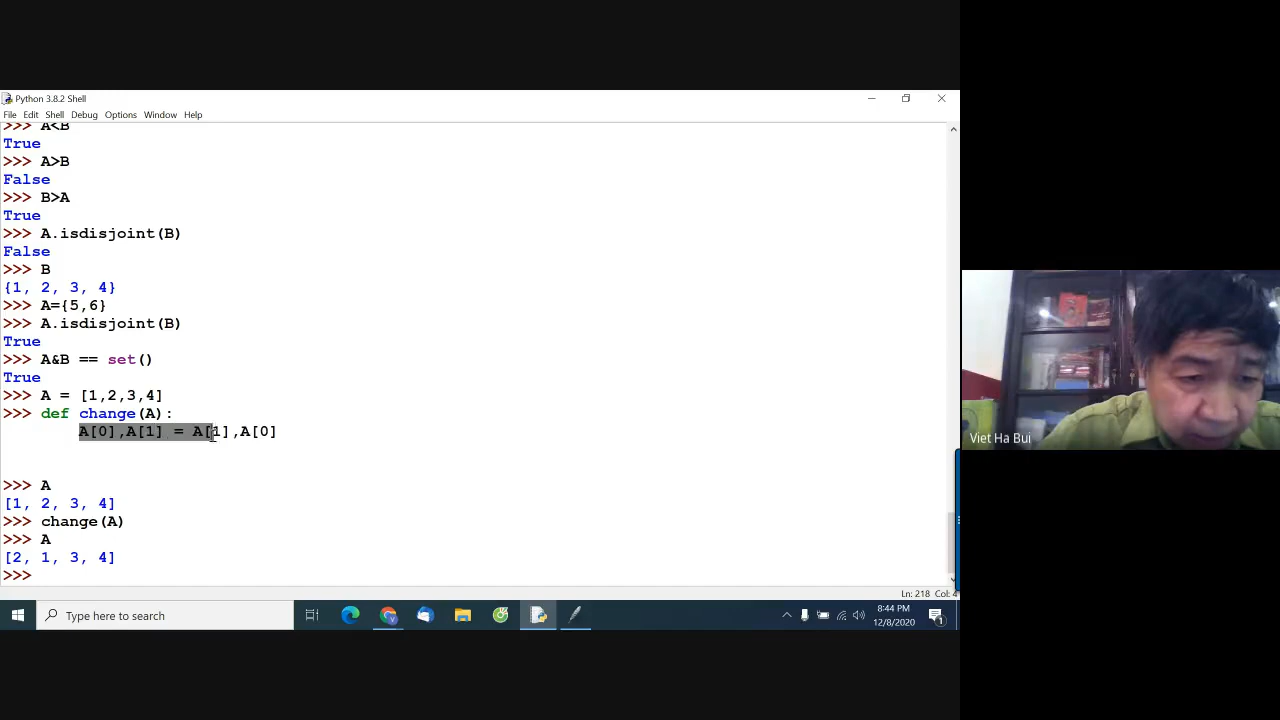 Python 3.8.2 Shell
File Edit Shell Debug Options Window Help
>>> A<B
True
>>> A>B
False
>>> B>A
True
>>> A.isdisjoint(B)
False
>>> B
{1, 2, 3, 4}
>>> A={5,6}
>>> A.isdisjoint(B)
True
>>> A&B == set()
True
>>> A = [1,2,3,4]
>>> def change(A):
A[0],A[1] = A[1],A[0]
>>> A
[1, 2, 3, 4]
>>> change(A)
>>> A
[2, 1, 3, 4]
>>>
Viet Ha Bui
Ln: 218 Col: 4
Type here to search
8:44 PM
12/8/2020
1